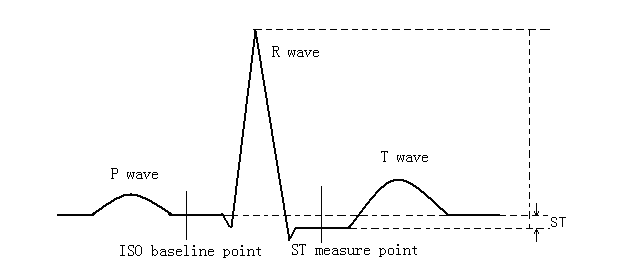 R wave
T wave
P wave
ST
ISO baseline point
ST measure point